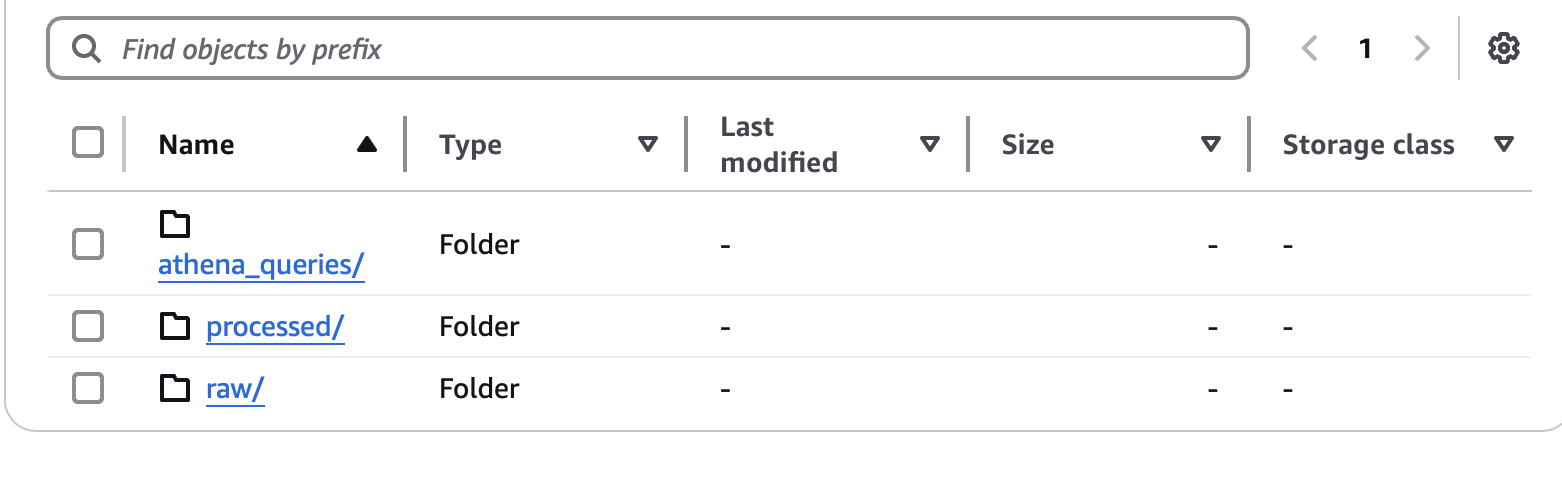 Find objects by prefix
1
Name
Type
Last
modified
Size
Storage class
athena_queries/
Folder
-
-
-
processed/
Folder
-
-
-
raw/
Folder
-
-
-